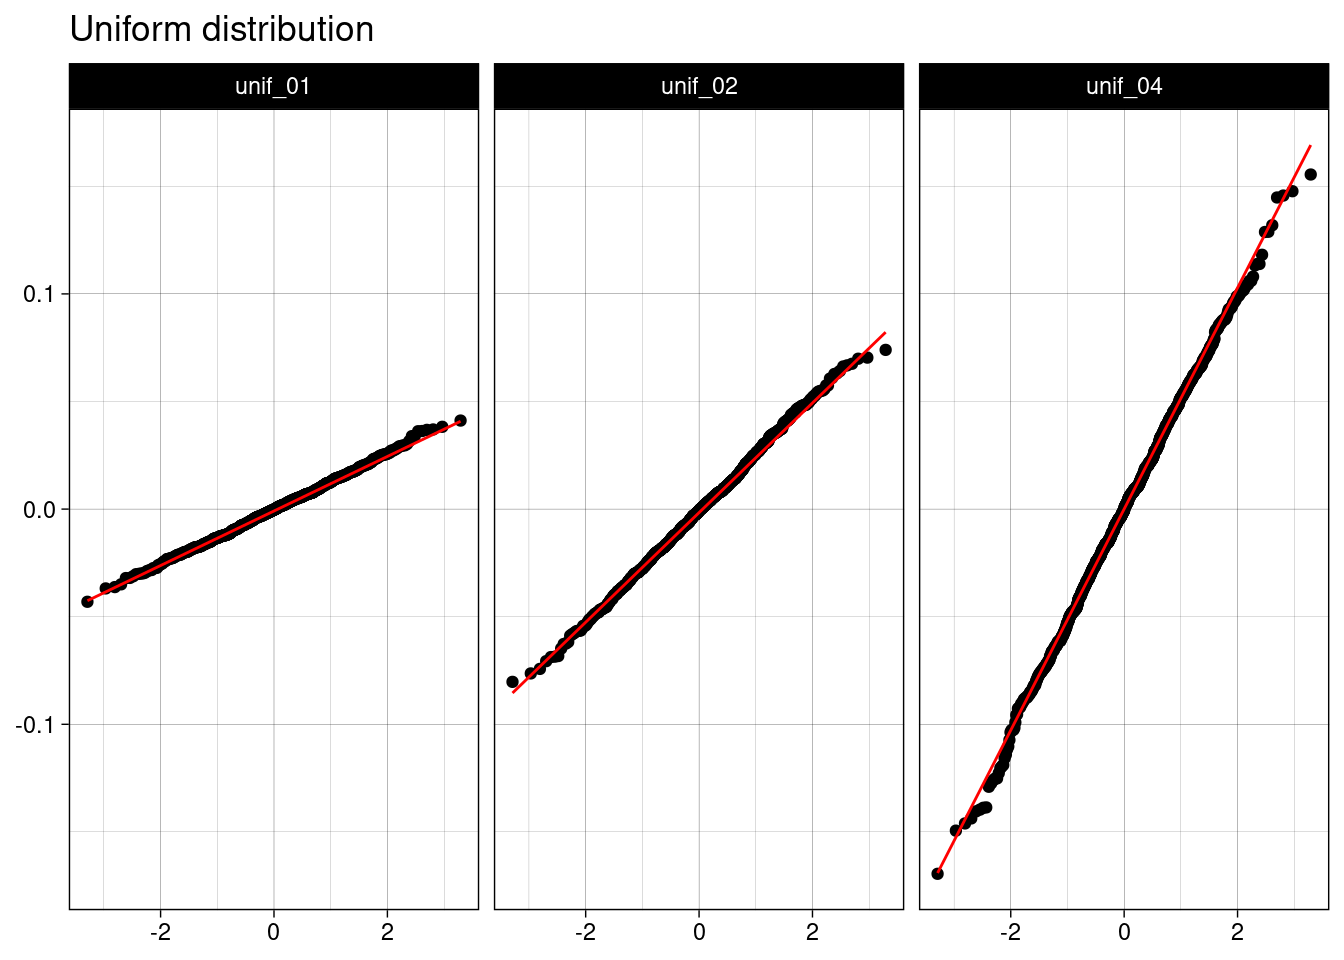 Uniform distribution
unif_01 unif_02 unif_04
0.1
0.0
-0.1
-2 0 2 -2 0 2 -2 0 2